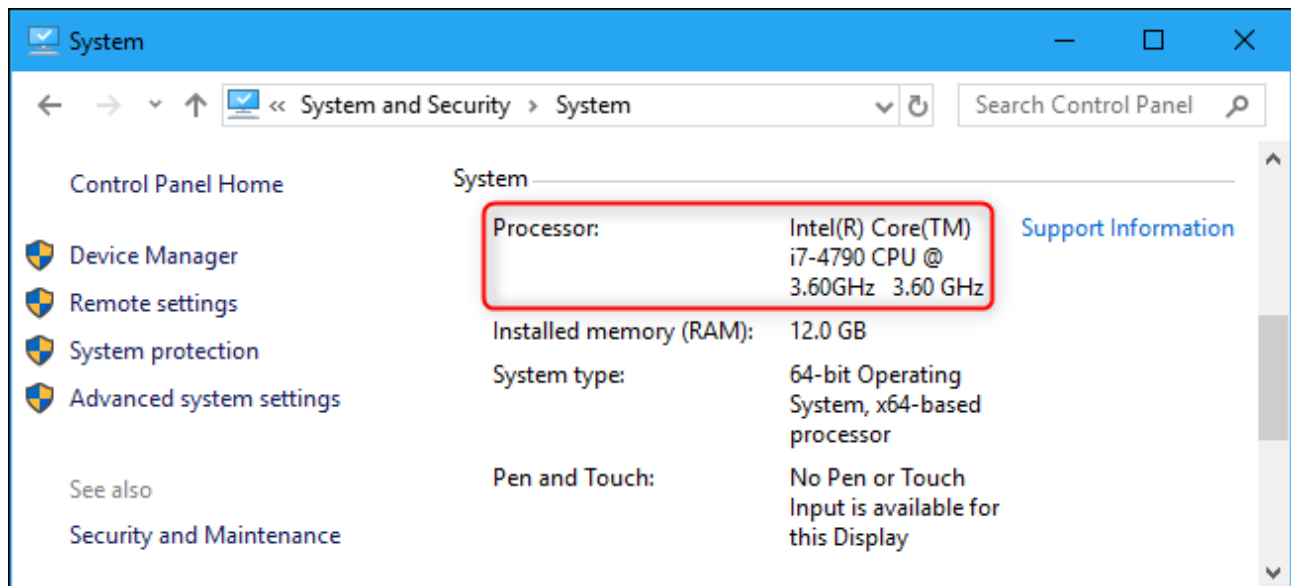 System
« System and Security › System
Search Control Panel
Control Panel Home
Device Manager
Remote settings
System protection
Advanced system settings
See also
Security and Maintenance
System
Processor:
Intel(R) Core(TM)
i7-4790 CPU @
3.60GHz 3.60 GHz
Support Information
Installed memory (RAM):
12.0 GB
System type:
64-bit Operating
System, x64-based
processor
Pen and Touch:
No Pen or Touch
Input is available for
this Display